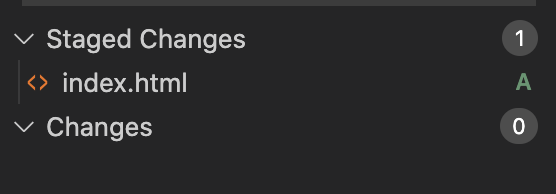 Staged Changes 1
<> index.html A
Changes 0